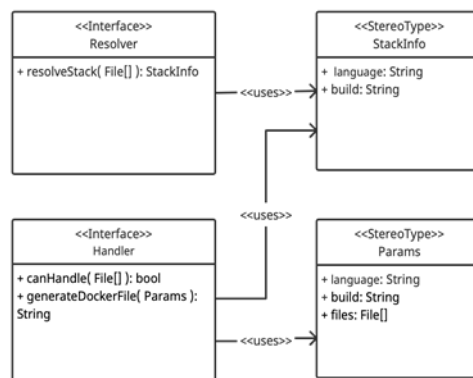 <<Interface>>
Resolver
+ resolveStack( File[] ): StackInfo
<<StereoType>>
StackInfo
+ language: String
+ build: String
<<uses>>
<<uses>>
<<Interface>>
Handler
+ canHandle( File[] ): bool
+ generateDockerFile( Params ):
String
<<StereoType>>
Params
+ language: String
+ build: String
+ files: File[]
<<uses>>